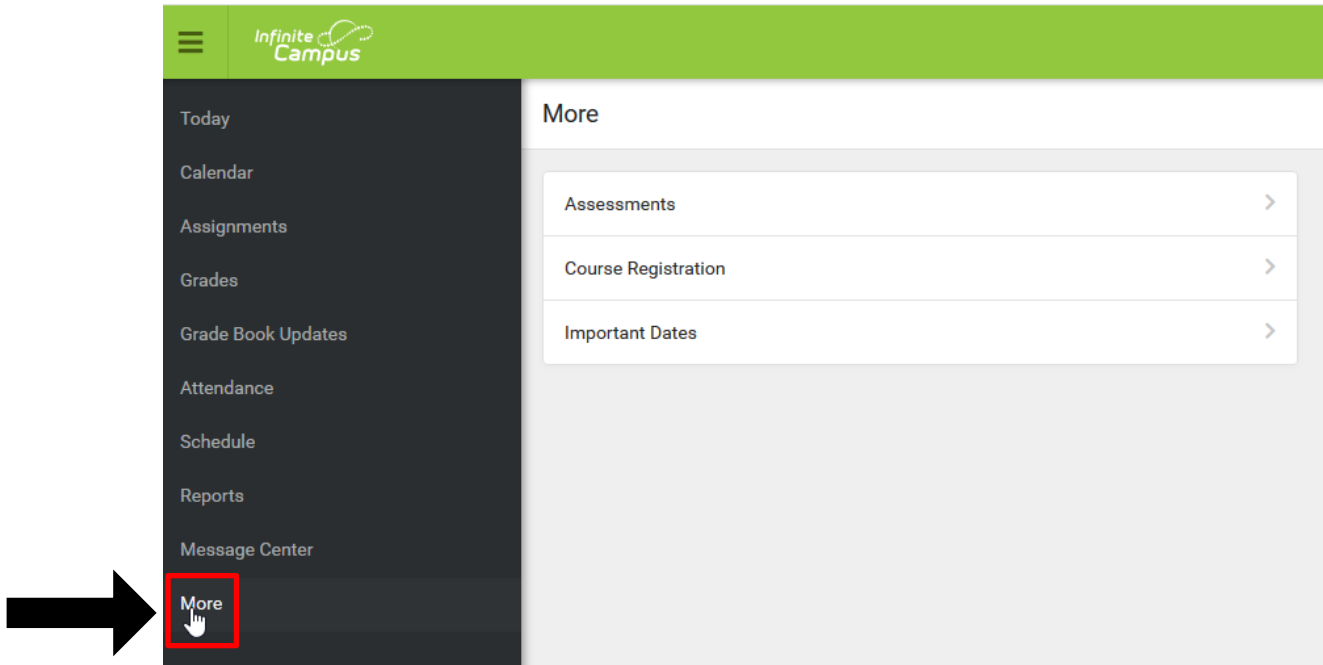 Infinite
Campus
Today
Calendar
Assignments
Grades
Grade Book Updates
Attendance
Schedule
Reports
Message Center
More
More
Assessments
Course Registration
Important Dates